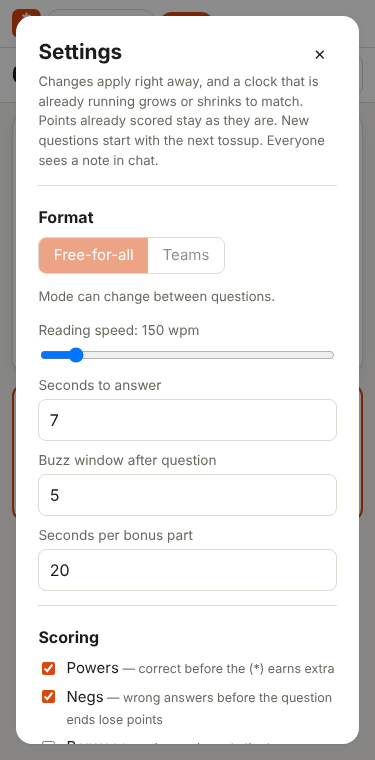 Settings
×
Changes apply right away, and a clock that is
already running grows or shrinks to match.
Points already scored stay as they are. New
questions start with the next tossup. Everyone
sees a note in chat.
Format
Free-for-all
Teams
Mode can change between questions.
Reading speed: 150 wpm
Seconds to answer
7
Buzz window after question
5
Seconds per bonus part
20
Scoring
Powers — correct before the (*) earns extra
Negs — wrong answers before the question
ends lose points